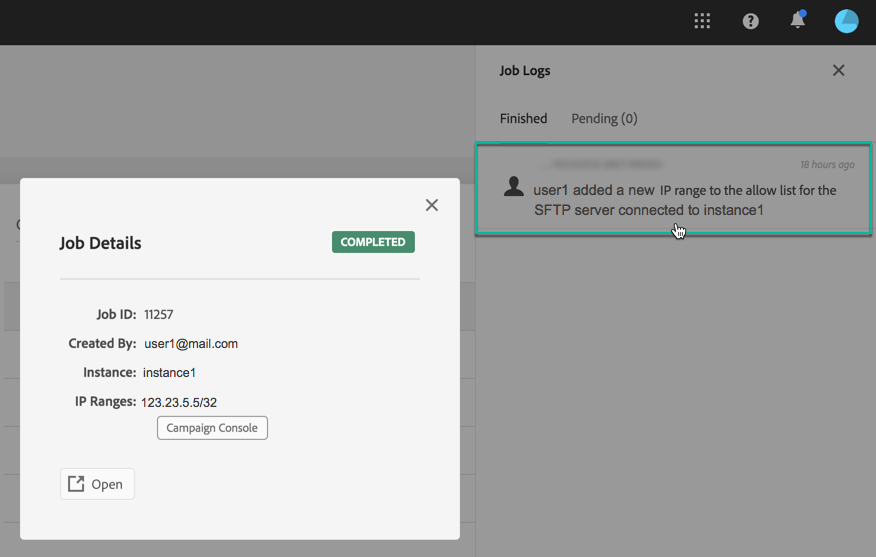 Job Logs
Finished Pending (0)
18 hours ago
user1 added a new IP range to the allow list for the
SFTP server connected to instance1
Job Details COMPLETED
Job ID: 11257
Created By: user1@mail.com
Instance: instance1
IP Ranges: 123.23.5.5/32
Campaign Console
Open